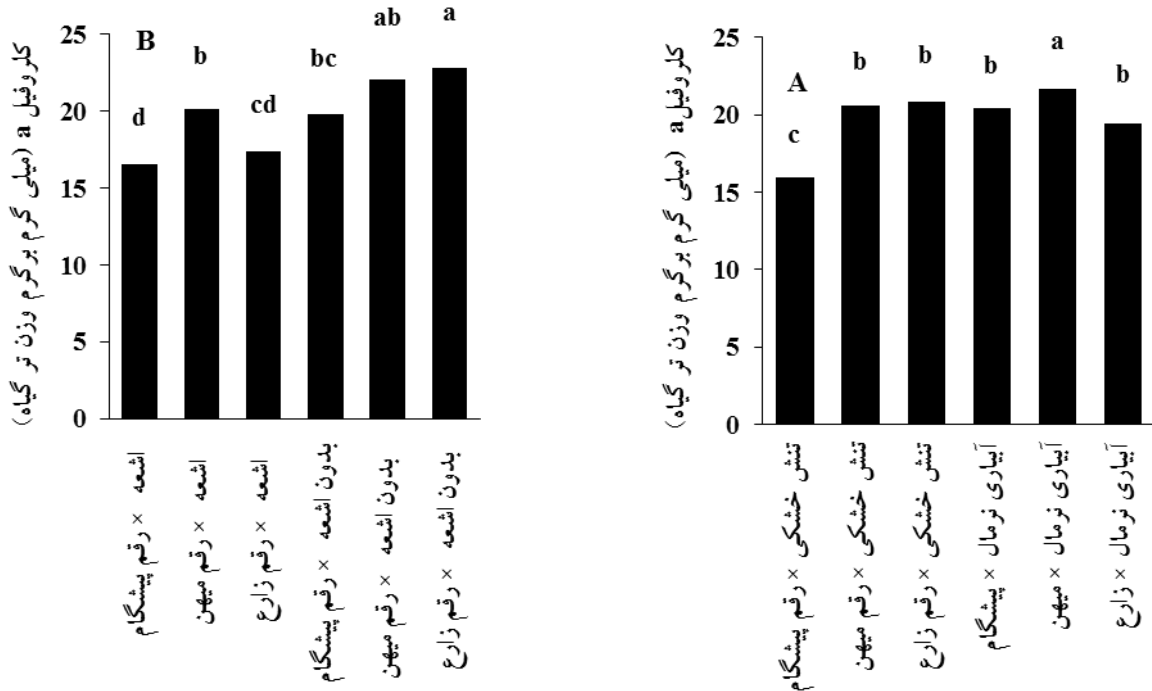 B
کلروفیل a (میلی گرم برگرم وزن تر گیاه)
25
20
15
10
5
0
d
b
cd
bc
ab
a
اشعه × رقم پیشگام
اشعه × رقم میهن
اشعه × رقم زارع
بدون اشعه × رقم پیشگام
بدون اشعه × رقم میهن
بدون اشعه × رقم زارع
A
کلروفیل a (میلی گرم برگرم وزن تر گیاه)
25
20
15
10
5
0
c
b
b
b
a
b
تنش خشکی × رقم پیشگام
تنش خشکی × رقم میهن
تنش خشکی × رقم زارع
آبیاری نرمال × پیشگام
آبیاری نرمال × میهن
آبیاری نرمال × زارع